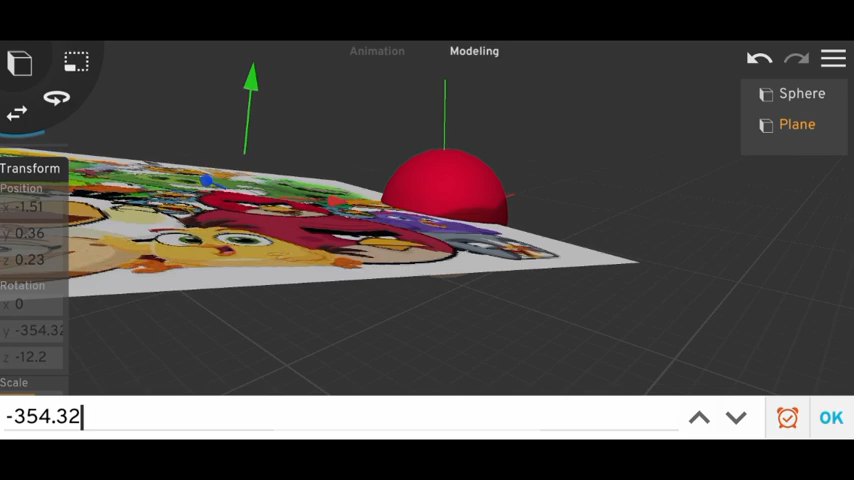 Animation Modeling
Sphere
Plane
Transform
Position
x -1.51
y 0.36
z 0.23
Rotation
x 0
y -354.32
z -12.2
Scale
-354.32
OK